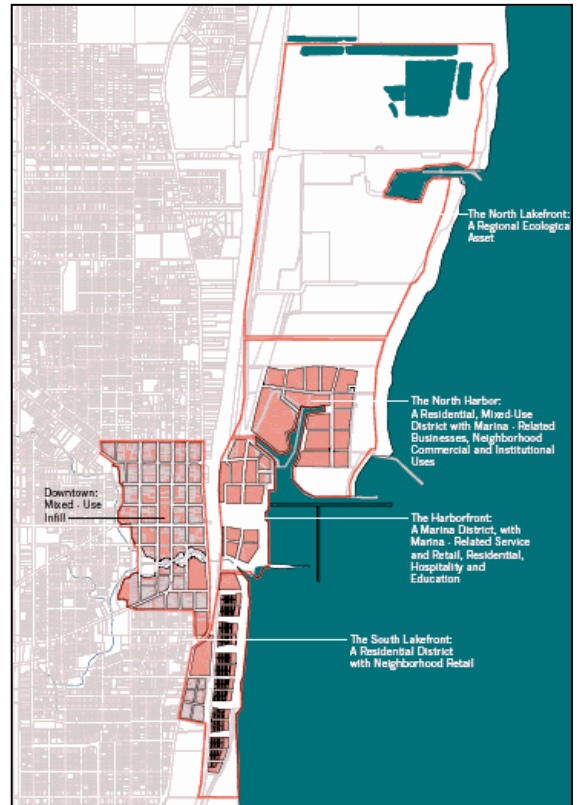 The North Lakefront:
A Regional Ecological
Asset
The North Harbor:
A Residential, Mixed-Use
District with Marina - Related
Businesses, Neighborhood
Commercial and Institutional
Uses
Downtown:
Mixed - Use
Infill
The Harborfront:
A Marina District, with
Marina - Related Service
and Retail, Residential,
Hospitality and
Education
The South Lakefront:
A Residential District
with Neighborhood Retail